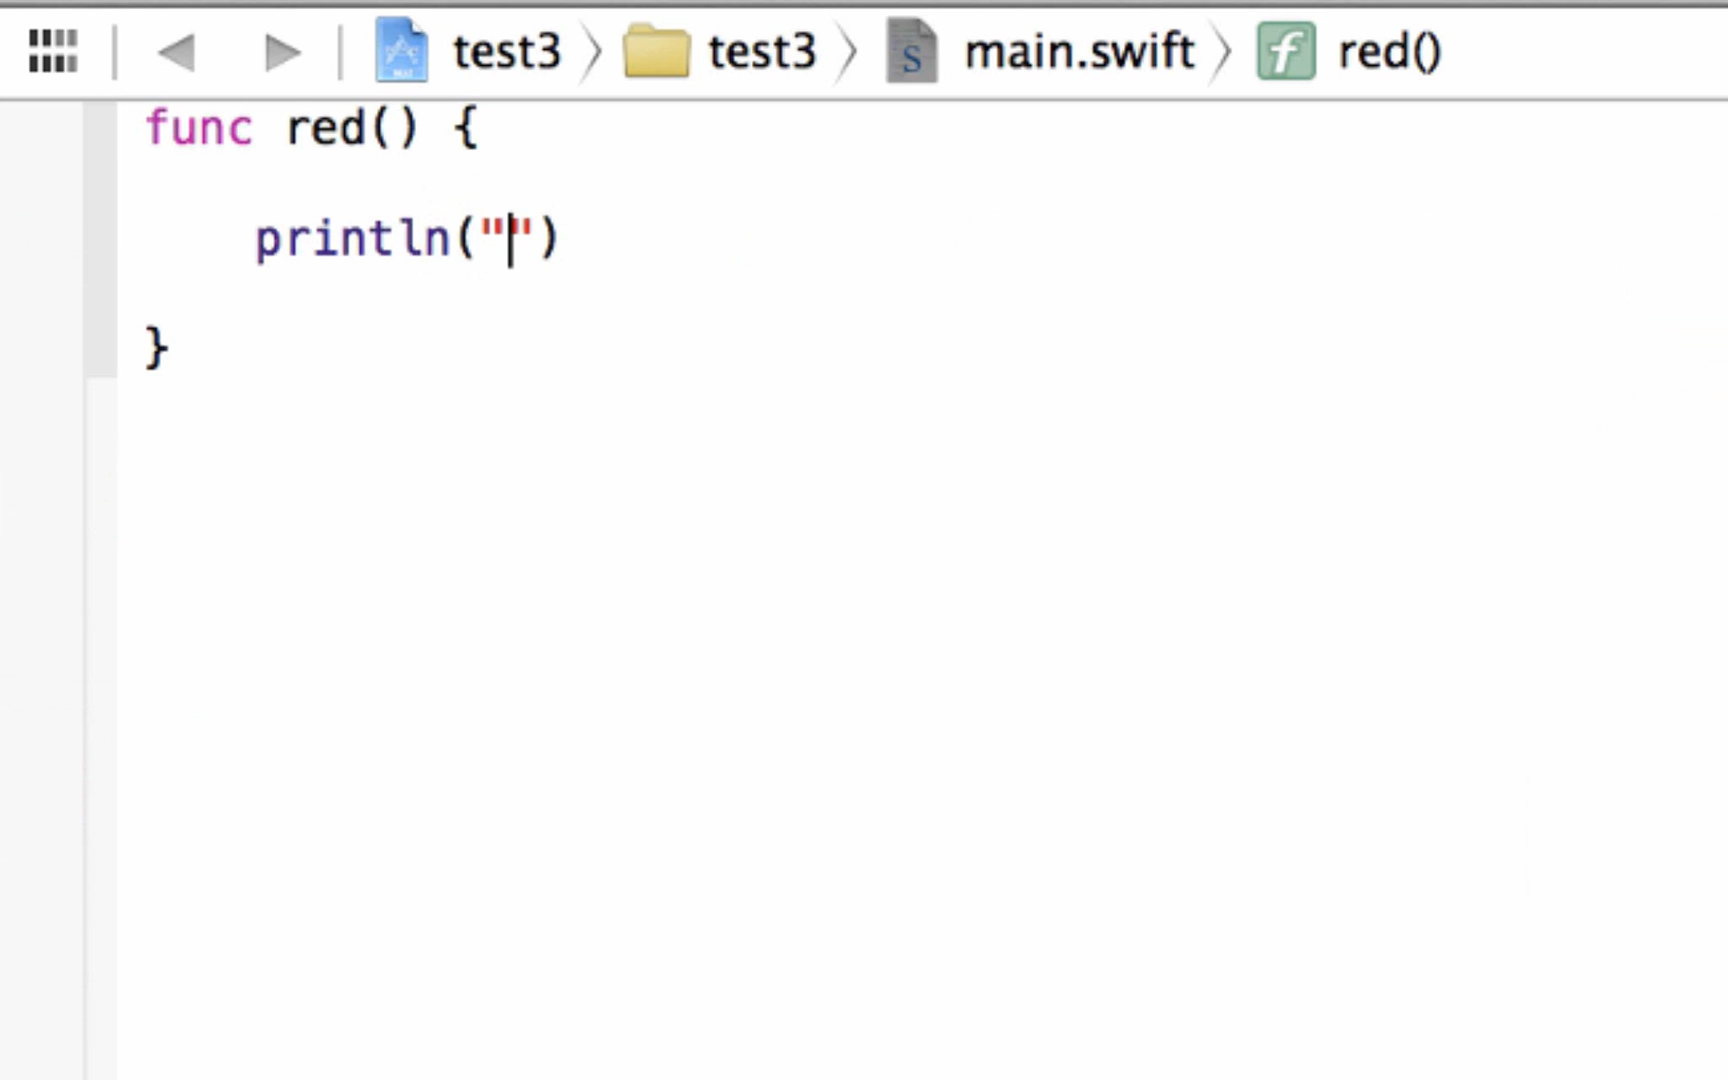 test3 test3 main.swift red()
func red() {
println("")
}